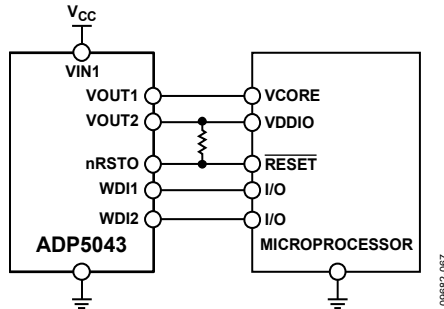 VCC
VIN1
VOUT1
VCORE
VOUT2
VDDIO
nRSTO
RESET
WDI1
I/O
WDI2
I/O
ADP5043
MICROPROCESSOR
09682-067